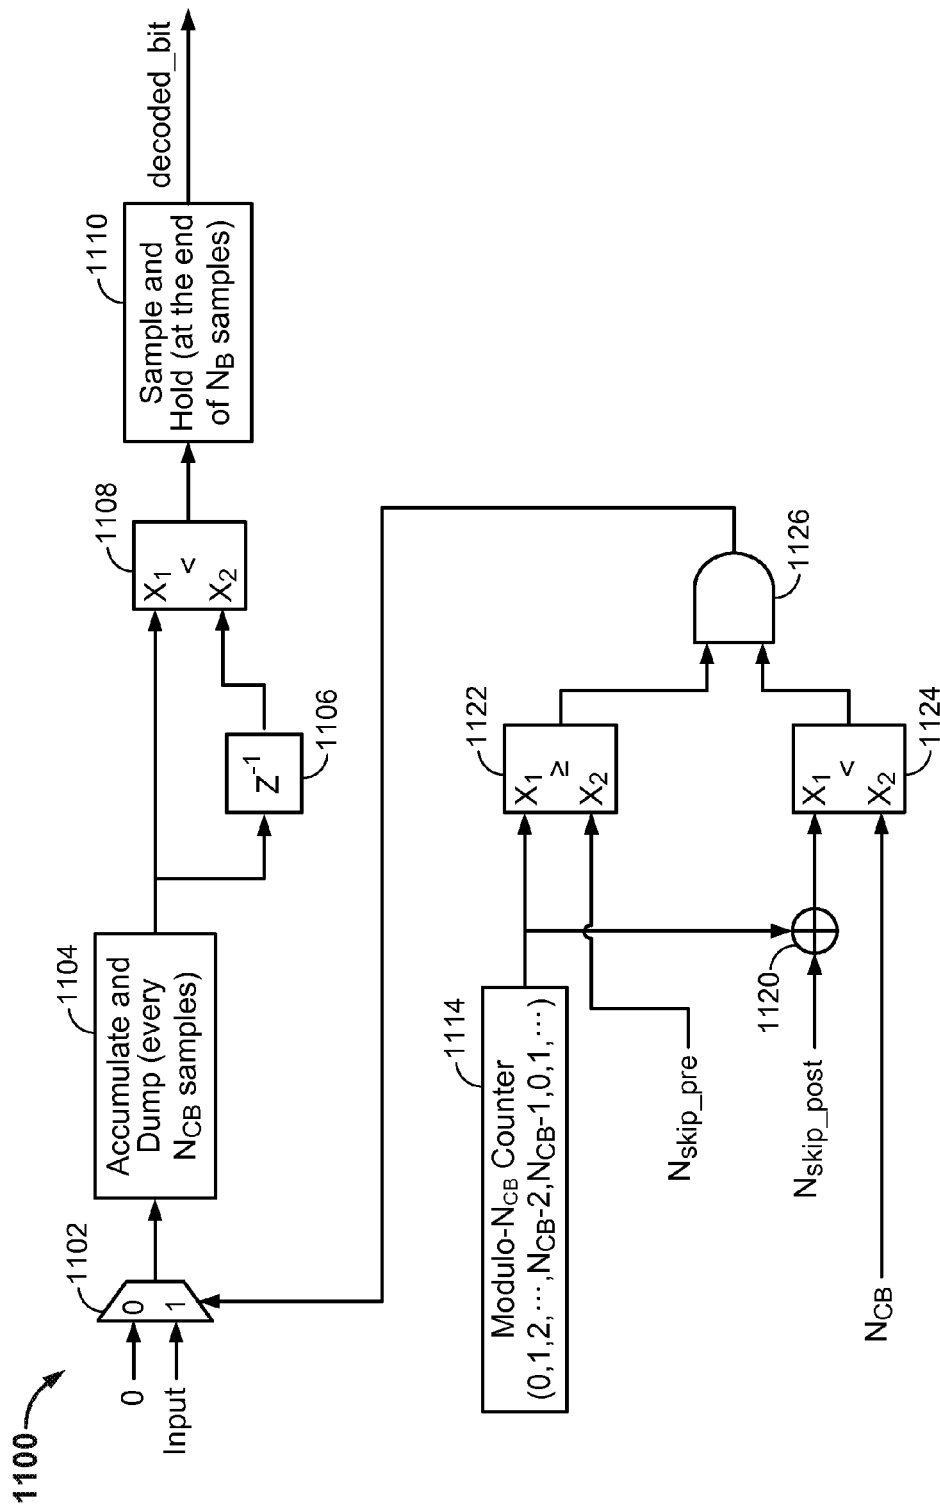 1100
0
Input
0
1
1102
Accumulate and
Dump (every
NCB samples)
1104
Z-1
1106
X1
<
X2
1108
Sample and
Hold (at the end
of NB samples)
1110
decoded_bit
Modulo-NCB Counter
(0,1,2, ⋯,NCB-2,NCB-1,0,1, ⋯)
1114
Nskip_pre
Nskip_post
NCB
1120
X1
≥
X2
1122
X1
<
X2
1124
1126